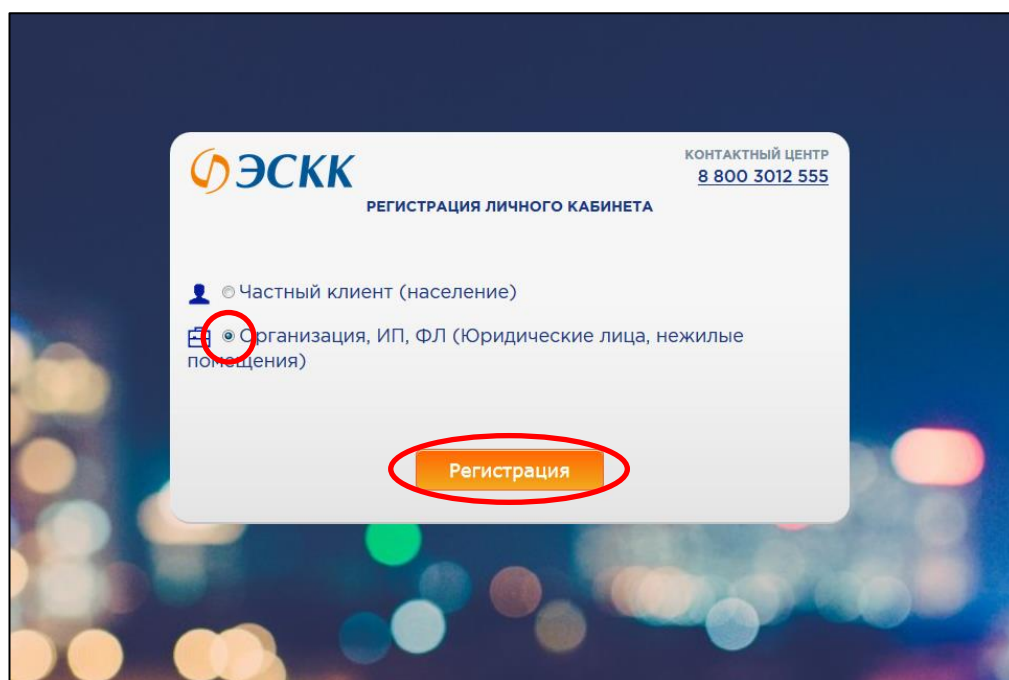 ЭСКК
КОНТАКТНЫЙ ЦЕНТР
8 800 3012 555
РЕГИСТРАЦИЯ ЛИЧНОГО КАБИНЕТА
Частный клиент (население)
Организация, ИП, ФЛ (Юридические лица, нежилые
помещения)
Регистрация